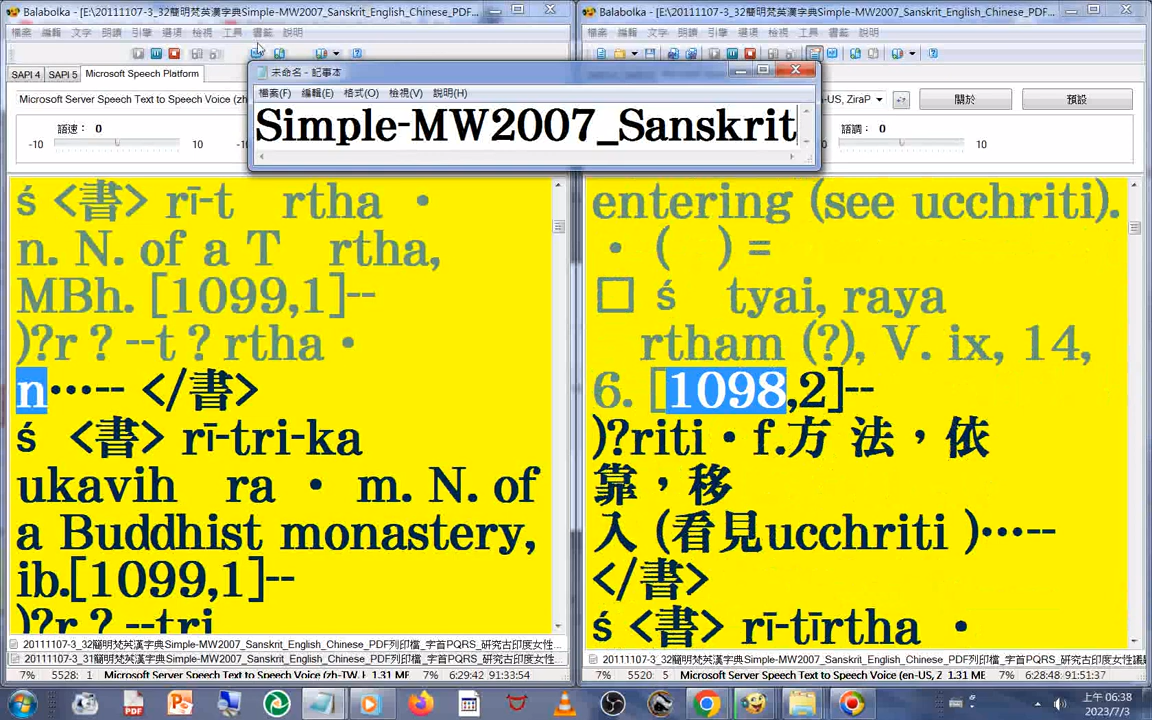 Balabolka - [E:\20111107-3_32簡明梵英漢字典Simple-MW2007_Sanskrit_English_Chinese_PDF...
檔案 編輯 文字 朗讀 引擎 選項 檢視 工具 書籤 說明
SAPI 4 SAPI 5 Microsoft Speech Platform
Microsoft Server Speech Text to Speech Voice (zh
語速： 0
-10 10 -10
ś <書> rī-t rtha •
n. N. of a T rtha,
MBh. [1099,1]--
)?r ? --t ? rtha •
n…-- </書>
ś <書> rī-tri-ka
ukavih ra • m. N. of
a Buddhist monastery,
ib.[1099,1]--
)?r ? --tri
20111107-3_32簡明梵英漢字典Simple-MW2007_Sanskrit_English_Chinese_PDF列印檔_字首PQRS_研究古印度女性...
20111107-3_31簡明梵英漢字典Simple-MW2007_Sanskrit_English_Chinese_PDF列印檔_字首PQRS_研究古印度女性...
7% 5528: 1 Microsoft Server Speech Text to Speech Voice (zh-TW, H 1.31 ME 7% 6:29:42 91:33:54
未命名 - 記事本
檔案(F) 編輯(E) 格式(O) 檢視(V) 說明(H)
Simple-MW2007_Sanskrit
Balabolka - [E:\20111107-3_32簡明梵英漢字典Simple-MW2007_Sanskrit_English_Chinese_PDF...
檔案 編輯 文字 朗讀 引擎 選項 檢視 工具 書籤 說明
-US, ZiraP 關於 預設
語調： 0
-10 10
entering (see ucchriti).
• ( ) =
□ ś tyai, raya
rtham (?), V. ix, 14,
6. [1098,2]--
)?riti • f.方 法，依
靠，移
入 (看見ucchriti )…--
</書>
ś <書> rī-tīrtha •
20111107-3_32簡明梵英漢字典Simple-MW2007_Sanskrit_English_Chinese_PDF列印檔_字首PQRS_研究古印度女性議
7% 5520: 5 Microsoft Server Speech Text to Speech Voice (en-US, Z 1.31 ME 7% 6:28:48 91:51:37
上午 06:38
2023/7/3